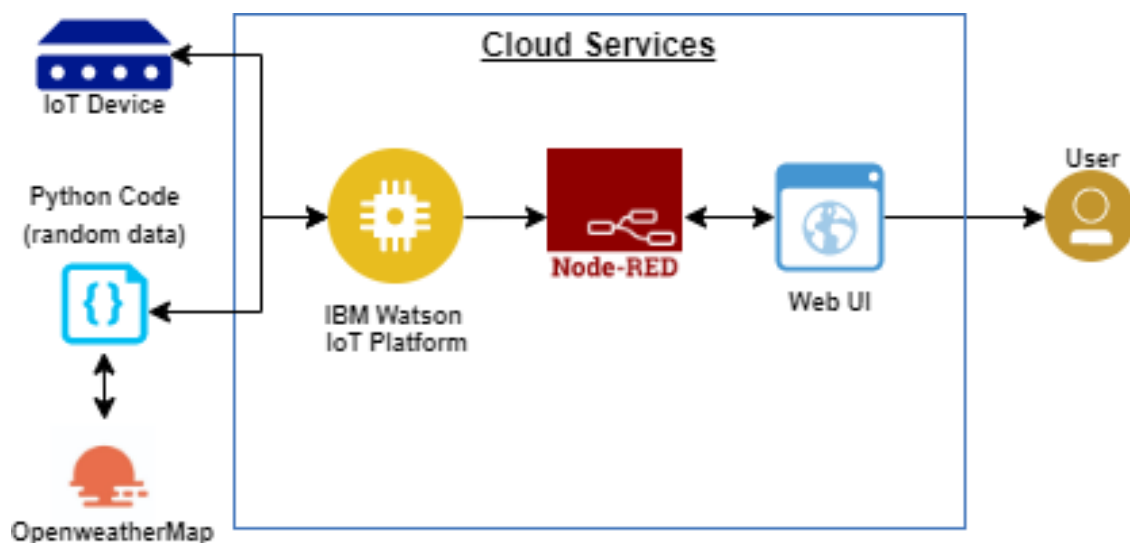 Cloud Services
IoT Device
Python Code
(random data)
OpenweatherMap
IBM Watson
IoT Platform
Node-RED
Web UI
User